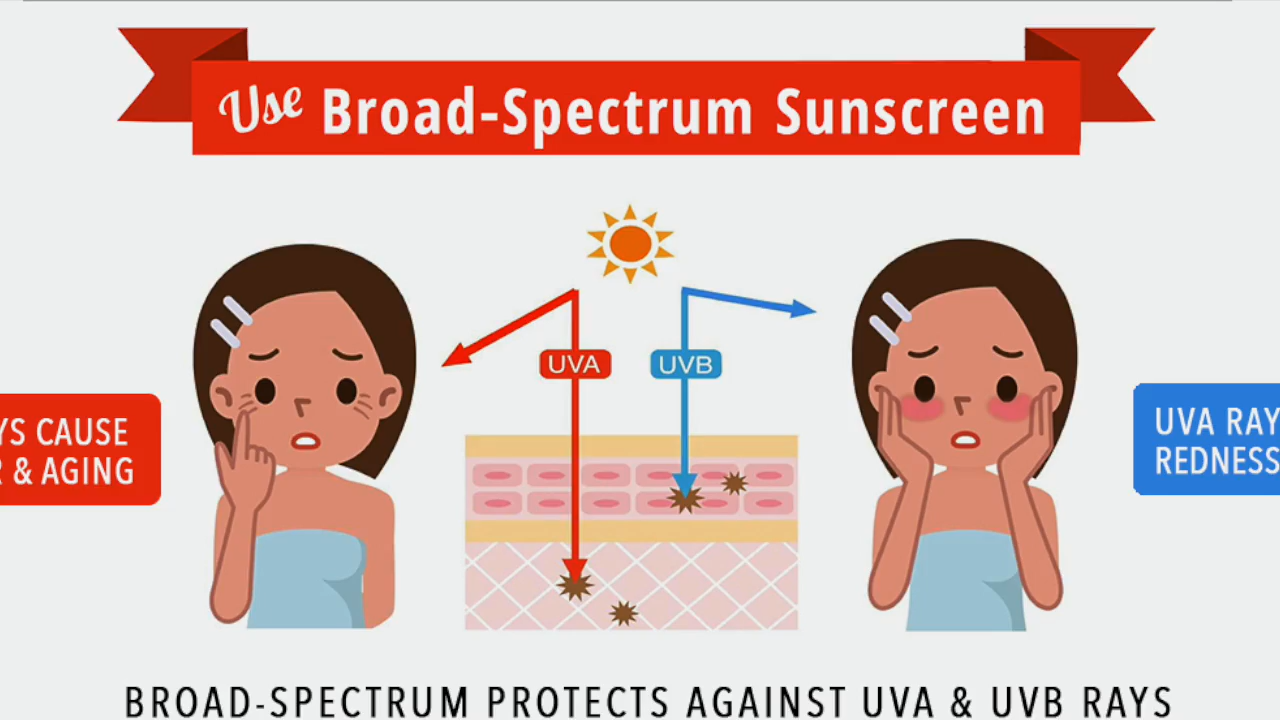 Use Broad-Spectrum Sunscreen
UVA
UVB
YS CAUSE
& AGING
UVA RAY
REDNESS
BROAD-SPECTRUM PROTECTS AGAINST UVA & UVB RAYS